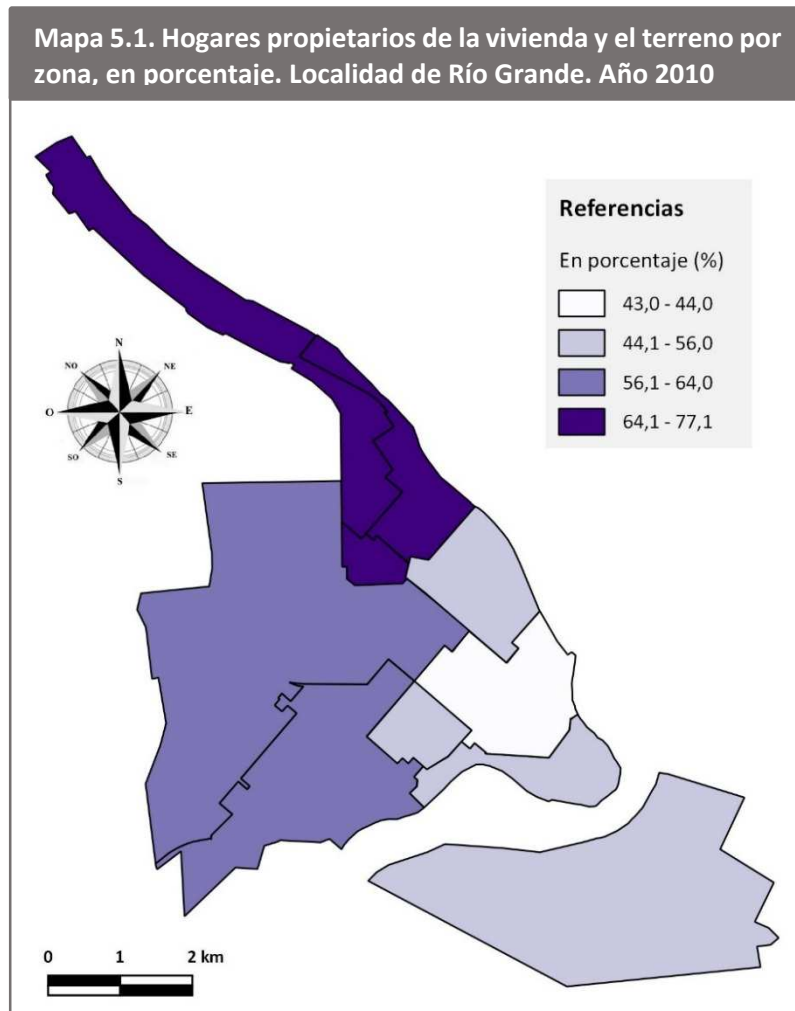 Mapa 5.1. Hogares propietarios de la vivienda y el terreno por
zona, en porcentaje. Localidad de Río Grande. Año 2010
Referencias
En porcentaje (%)
43,0 - 44,0
44,1 - 56,0
56,1 - 64,0
64,1 - 77,1
N
NO
NE
O
E
SO
SE
S
0 1 2 km